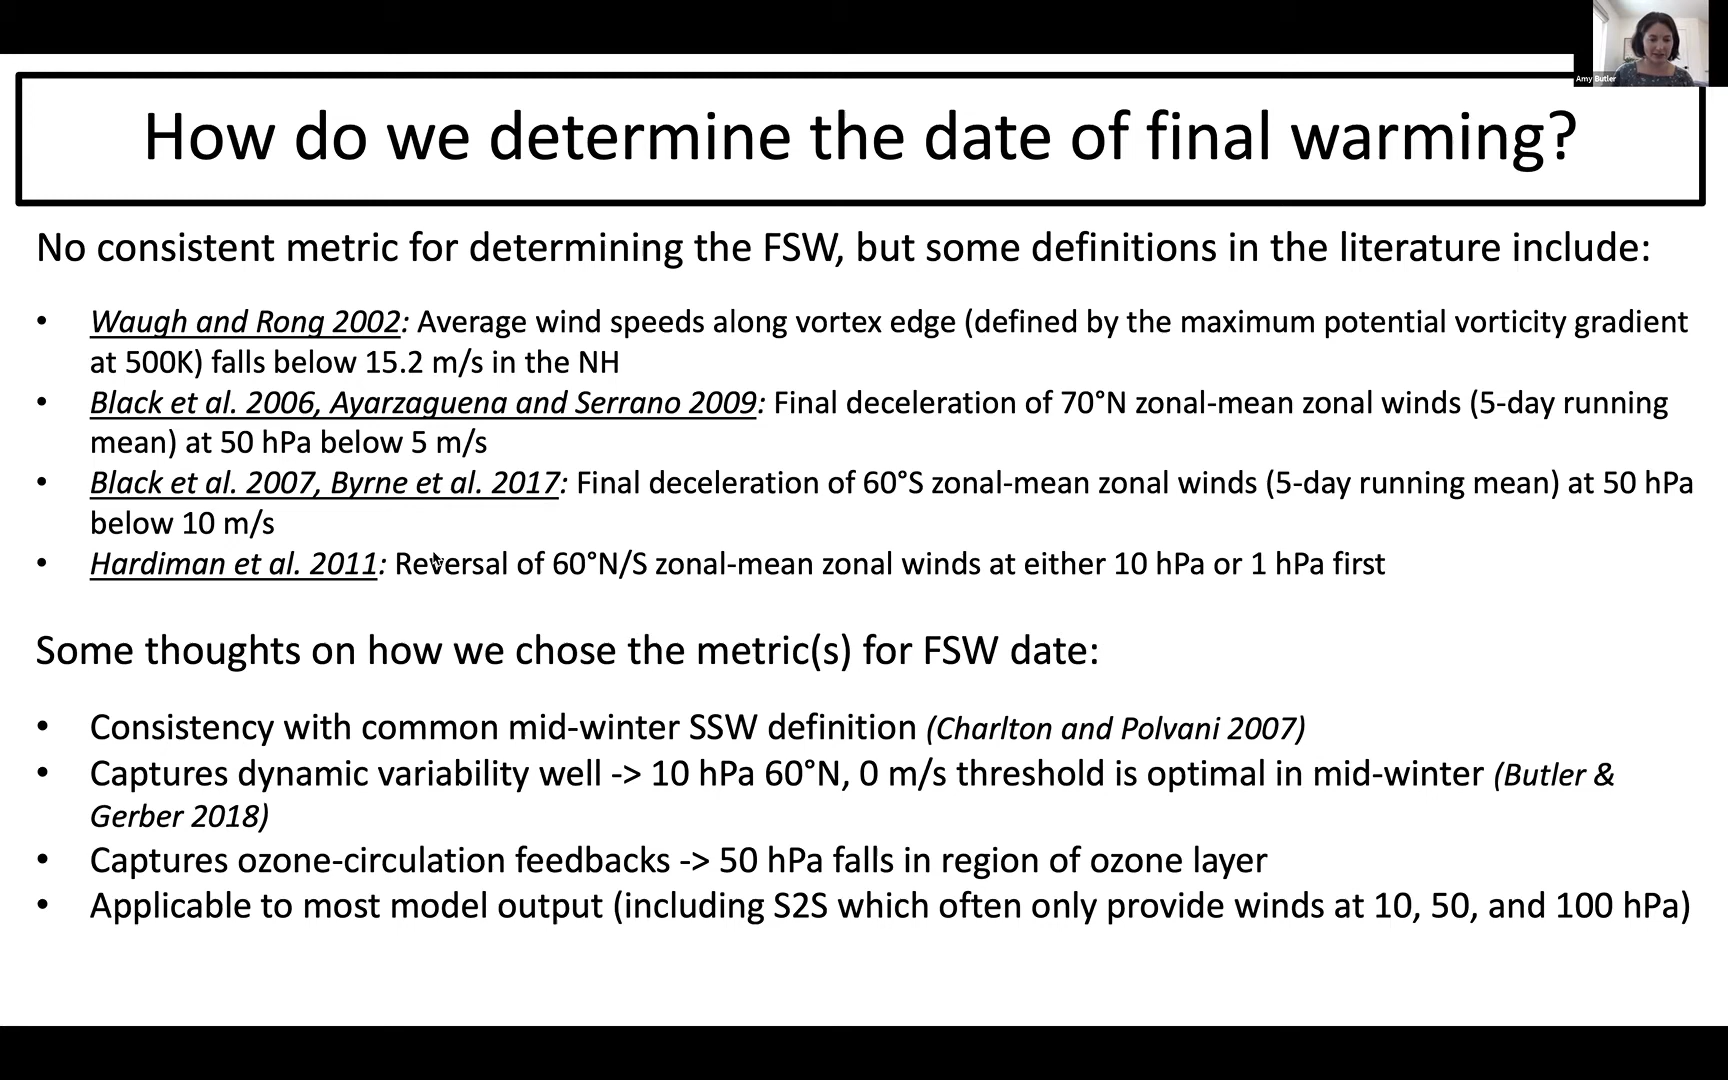 Amy Butler
How do we determine the date of final warming?
No consistent metric for determining the FSW, but some definitions in the literature include:
• Waugh and Rong 2002: Average wind speeds along vortex edge (defined by the maximum potential vorticity gradient
at 500K) falls below 15.2 m/s in the NH
• Black et al. 2006, Ayarzaguena and Serrano 2009: Final deceleration of 70°N zonal-mean zonal winds (5-day running
mean) at 50 hPa below 5 m/s
• Black et al. 2007, Byrne et al. 2017: Final deceleration of 60°S zonal-mean zonal winds (5-day running mean) at 50 hPa
below 10 m/s
• Hardiman et al. 2011: Reversal of 60°N/S zonal-mean zonal winds at either 10 hPa or 1 hPa first
Some thoughts on how we chose the metric(s) for FSW date:
• Consistency with common mid-winter SSW definition (Charlton and Polvani 2007)
• Captures dynamic variability well -> 10 hPa 60°N, 0 m/s threshold is optimal in mid-winter (Butler &
Gerber 2018)
• Captures ozone-circulation feedbacks -> 50 hPa falls in region of ozone layer
• Applicable to most model output (including S2S which often only provide winds at 10, 50, and 100 hPa)